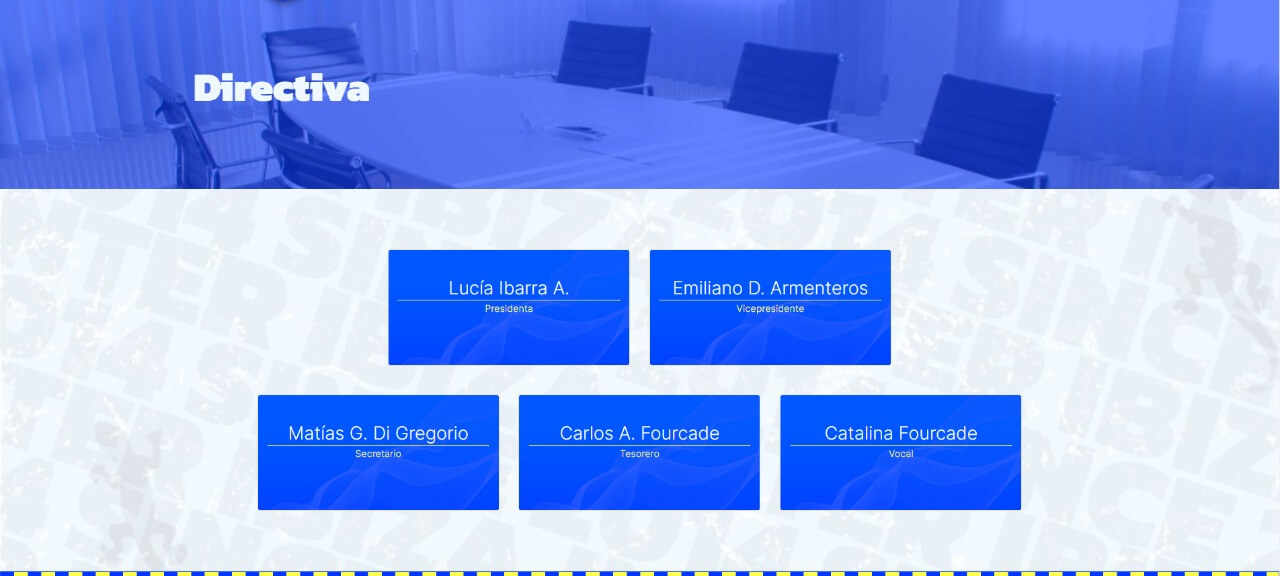 Directiva
Lucía Ibarra A.
Presidenta
Emiliano D. Armenteros
Vicepresidente
Matías G. Di Gregorio
Secretario
Carlos A. Fourcade
Tesorero
Catalina Fourcade
Vocal